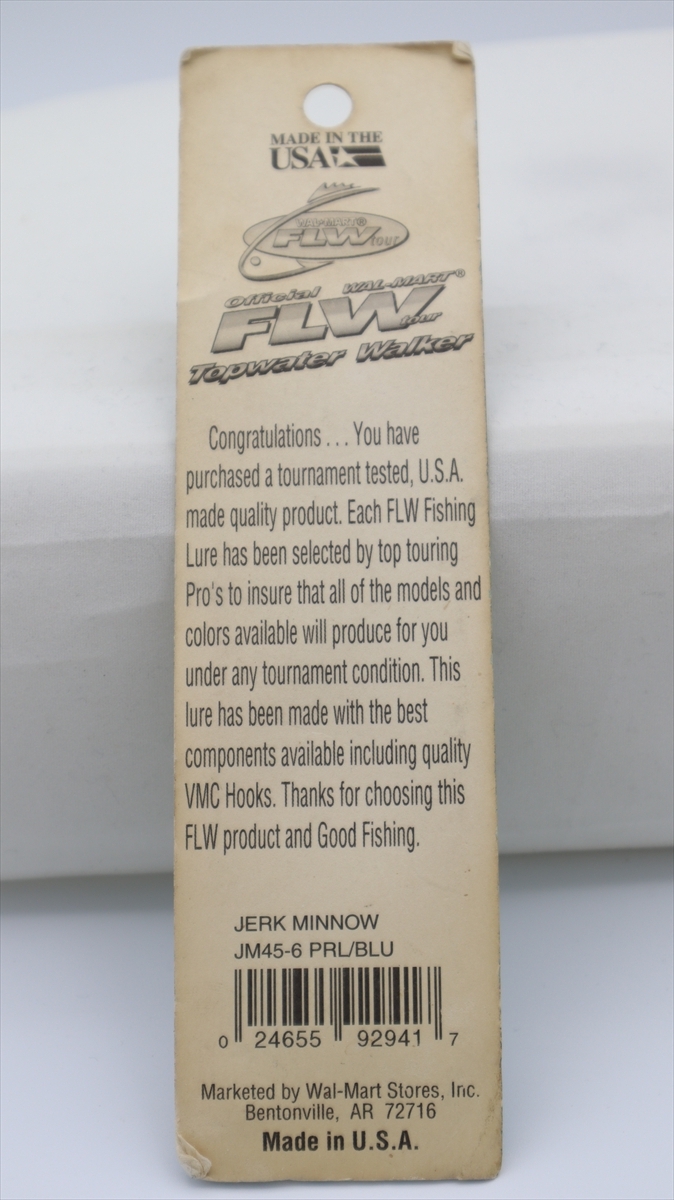 MADE IN THE
USA
WAL-MART®
FLW tour
Official WAL-MART®
FLW tour
Topwater Walker
Congratulations . . . You have
purchased a tournament tested, U.S.A.
made quality product. Each FLW Fishing
Lure has been selected by top touring
Pro's to insure that all of the models and
colors available will produce for you
under any tournament condition. This
lure has been made with the best
components available including quality
VMC Hooks. Thanks for choosing this
FLW product and Good Fishing.
JERK MINNOW
JM45-6 PRL/BLU
0 24655 92941 7
Marketed by Wal-Mart Stores, Inc.
Bentonville, AR 72716
Made in U.S.A.